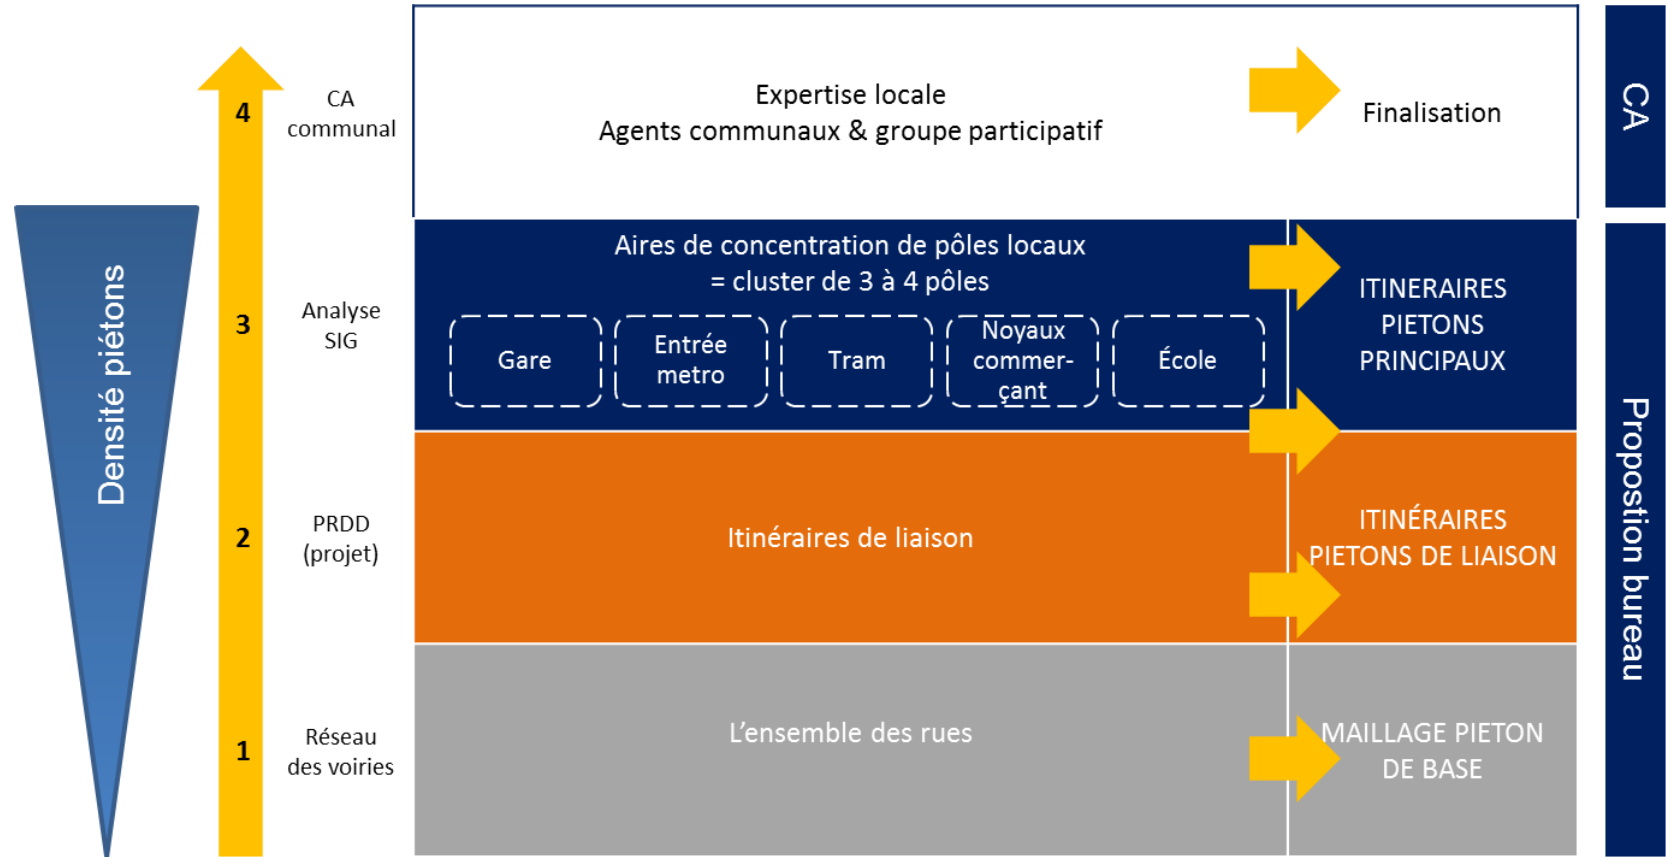 4
CA
communal
Expertise locale
Agents communaux & groupe participatif
Finalisation
CA
Densité piétons
3
Analyse
SIG
Aires de concentration de pôles locaux
= cluster de 3 à 4 pôles
Gare
Entrée
metro
Tram
Noyaux
commer-
çant
École
ITINERAIRES
PIETONS
PRINCIPAUX
Propostion bureau
2
PRDD
(projet)
Itinéraires de liaison
ITINÉRAIRES
PIETONS DE LIAISON
1
Réseau
des voiries
L’ensemble des rues
MAILLAGE PIETON
DE BASE